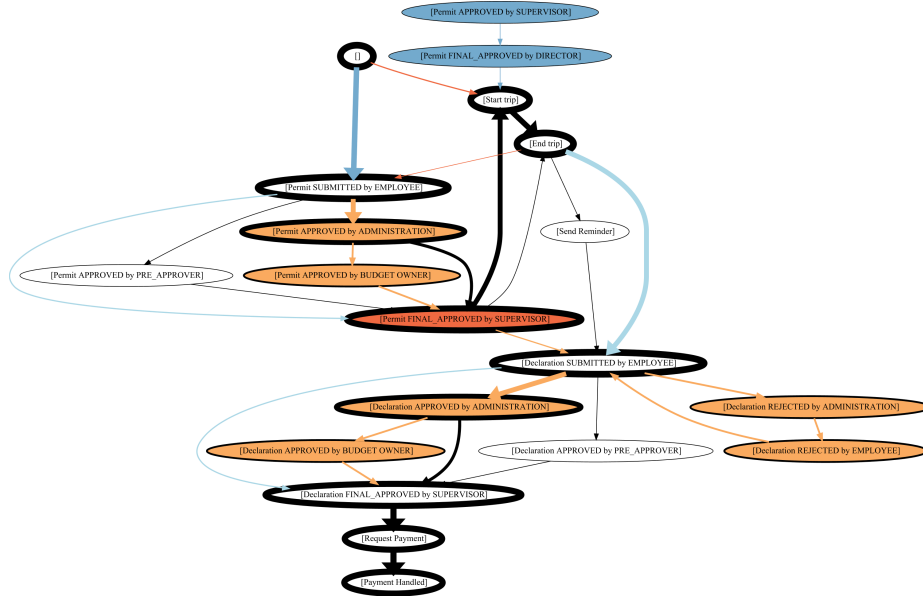 [Permit APPROVED by SUPERVISOR]
[]
[Permit FINAL_APPROVED by DIRECTOR]
[Start trip]
[End trip]
[Permit SUBMITTED by EMPLOYEE]
[Permit APPROVED by ADMINISTRATION]
[Send Reminder]
[Permit APPROVED by PRE_APPROVER]
[Permit APPROVED by BUDGET OWNER]
[Permit FINAL_APPROVED by SUPERVISOR]
[Declaration SUBMITTED by EMPLOYEE]
[Declaration APPROVED by ADMINISTRATION]
[Declaration REJECTED by ADMINISTRATION]
[Declaration APPROVED by BUDGET OWNER]
[Declaration APPROVED by PRE_APPROVER]
[Declaration REJECTED by EMPLOYEE]
[Declaration FINAL_APPROVED by SUPERVISOR]
[Request Payment]
[Payment Handled]